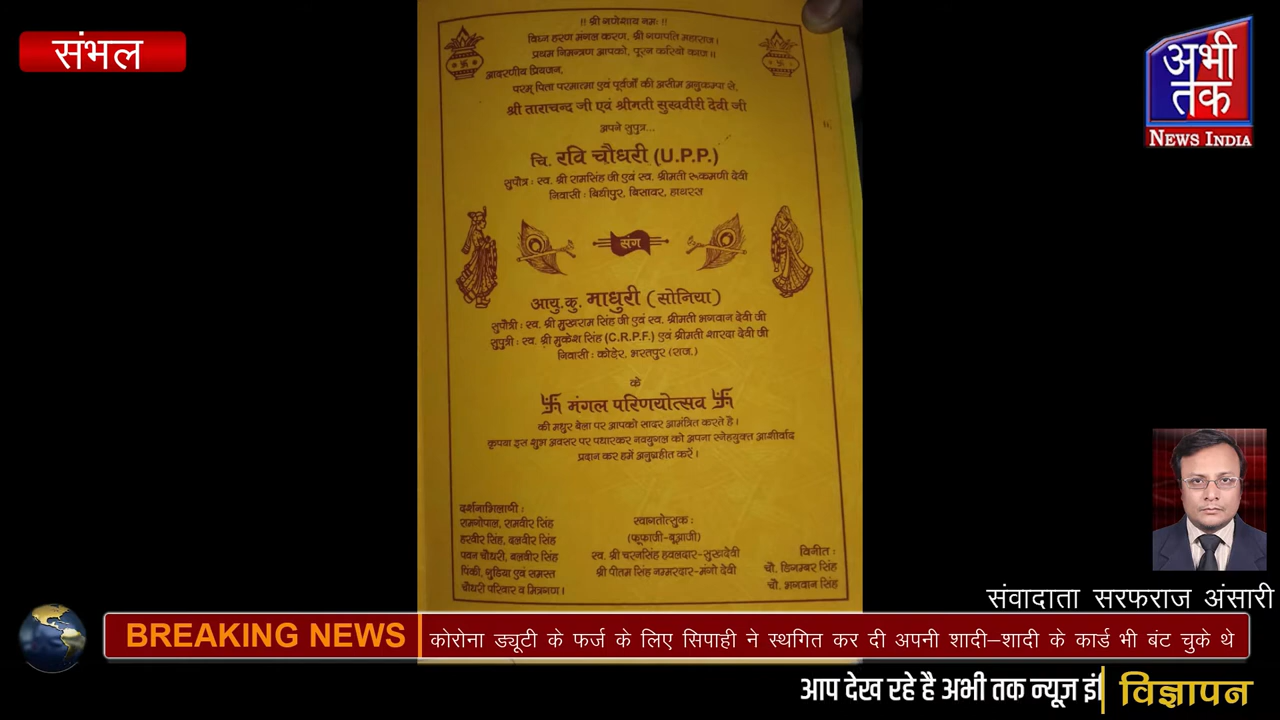 संभल
अभी
तक
NEWS INDIA
!! श्री गणेशाय नमः !!
विघ्न हरण मंगल करण, श्री गणपति महाराज।
प्रथम निमन्त्रण आपको, पूरन करियो काज।।
आदरणीय प्रियजन,
परम् पिता परमात्मा एवं पूर्वजों की असीम अनुकम्पा से,
श्री ताराचन्द जी एवं श्रीमती सुखवीरी देवी जी
अपने सुपुत्र...
चि. रवि चौधरी (U.P.P.)
सुपौत्र : स्व. श्री रामसिंह जी एवं स्व. श्रीमती रूकमणी देवी
निवासी : बिधीपुर, बिसावर, हाथरस
संग
आयु.कु. माधुरी (सोनिया)
सुपौत्री : स्व. श्री मुखराम सिंह जी एवं स्व. श्रीमती भगवान देवी जी
सुपुत्री : स्व. श्री मुकेश सिंह (C.R.P.F.) एवं श्रीमती शारदा देवी जी
निवासी : कोडेर, भरतपुर (राज.)
के
卐 मंगल परिणयोत्सव 卐
की मधुर बेला पर आपको सादर आमंत्रित करते है।
कृपया इस शुभ अवसर पर पधारकर नवयुगल को अपना स्नेहयुक्त आशीर्वाद
प्रदान कर हमें अनुग्रहीत करें।
दर्शनाभिलाषी :
रामगोपाल, रामवीर सिंह
हरवीर सिंह, दलवीर सिंह
पवन चौधरी, बलवीर सिंह
पिंकी, गुडिया एवं समस्त
चौधरी परिवार व मित्रगण।
स्वागतोत्सुक :
(फूफाजी-बूआजी)
स्व. श्री चरनसिंह हवलदार-सुखदेवी
श्री पीतम सिंह नम्मरदार-मंगो देवी
विनीत :
चौ. डिगम्बर सिंह
चौ. भगवान सिंह
संवादाता सरफराज अंसारी
BREAKING NEWS
कोरोना ड्यूटी के फर्ज के लिए सिपाही ने स्थगित कर दी अपनी शादी–शादी के कार्ड भी बंट चुके थे
आप देख रहे है अभी तक न्यूज़ इं
विज्ञापन